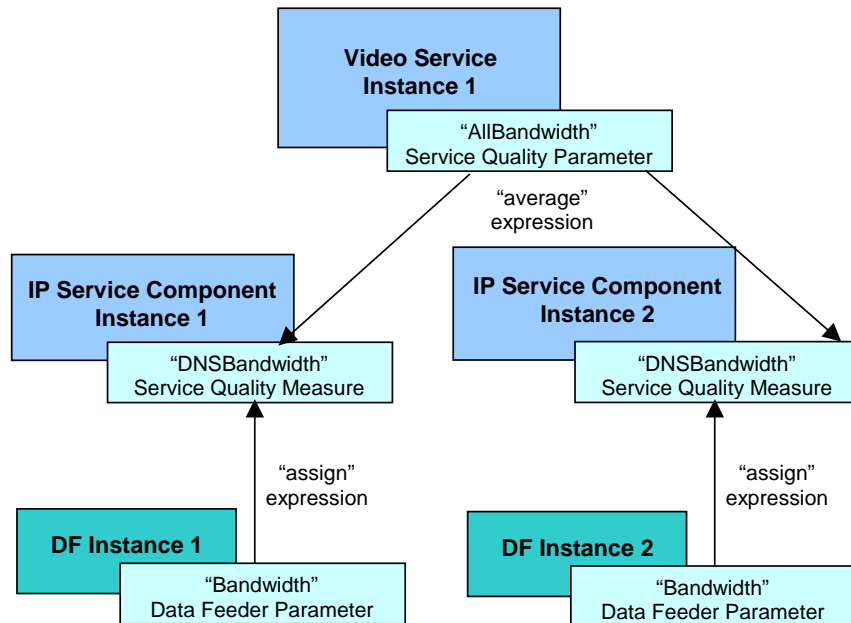 Video Service
Instance 1
“AllBandwidth”
Service Quality Parameter
“average”
expression
IP Service Component
Instance 1
IP Service Component
Instance 2
“DNSBandwidth”
Service Quality Measure
“DNSBandwidth”
Service Quality Measure
“assign”
expression
“assign”
expression
DF Instance 1
DF Instance 2
“Bandwidth”
Data Feeder Parameter
“Bandwidth”
Data Feeder Parameter